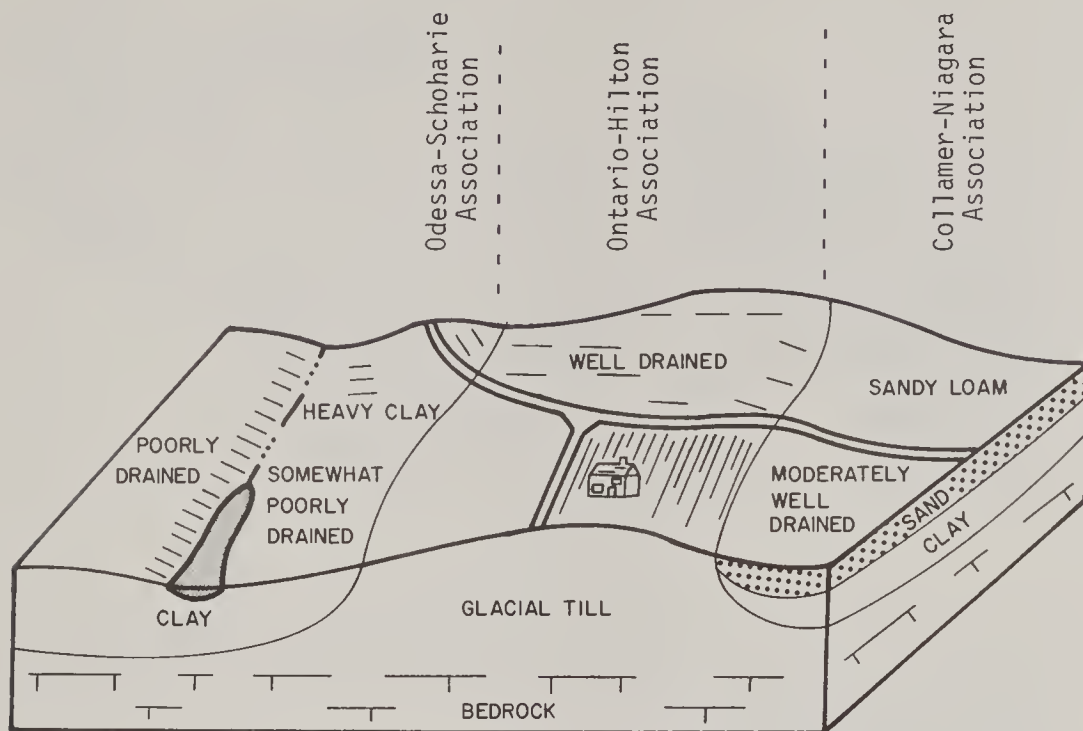 Odessa-Schoharie
Association
Ontario-Hilton
Association
Collamer-Niagara
Association
WELL DRAINED
SANDY LOAM
HEAVY CLAY
POORLY
DRAINED
SOMEWHAT
POORLY
DRAINED
MODERATELY
WELL
DRAINED
SAND
CLAY
CLAY
GLACIAL TILL
BEDROCK